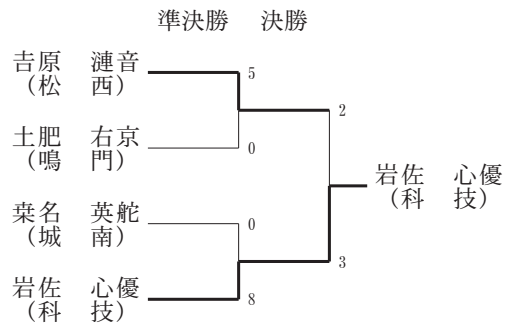 準決勝　決勝
𠮷原　漣音
（松　西）
5
2
土肥　右京
（鳴　門）
0
岩佐　心優
（科　技）
桒名　英舵
（城　南）
0
3
岩佐　心優
（科　技）
8